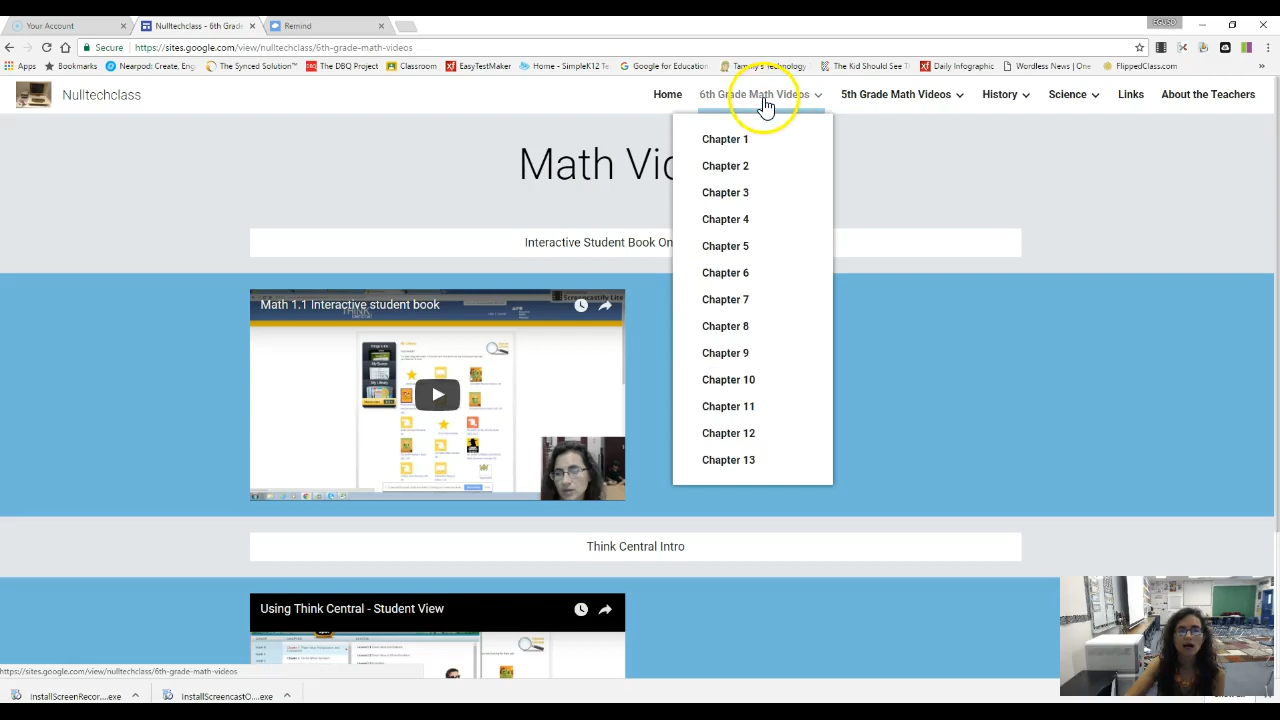 Your Account
Nulltechclass - 6th Grade
Remind
EGUSD
Secure
https://sites.google.com/view/nulltechclass/6th-grade-math-videos
Apps
Bookmarks
Nearpod: Create, Eng
The Synced Solution™
The DBQ Project
Classroom
EasyTestMaker
Home - SimpleK12 Te
Google for Education
Tammy's Technology
The Kid Should See T
Daily Infographic
Wordless News | One
FlippedClass.com
Nulltechclass
Home
6th Grade Math Videos
5th Grade Math Videos
History
Science
Links
About the Teachers
Math Vi
Chapter 1
Chapter 2
Chapter 3
Chapter 4
Chapter 5
Chapter 6
Chapter 7
Chapter 8
Chapter 9
Chapter 10
Chapter 11
Chapter 12
Chapter 13
Interactive Student Book On
Math 1.1 Interactive student book
Screencastify Lite
THINK
Think Central Intro
Using Think Central - Student View
https://sites.google.com/view/nulltechclass/6th-grade-math-videos
InstallScreenRecor....exe
InstallScreencastO....exe